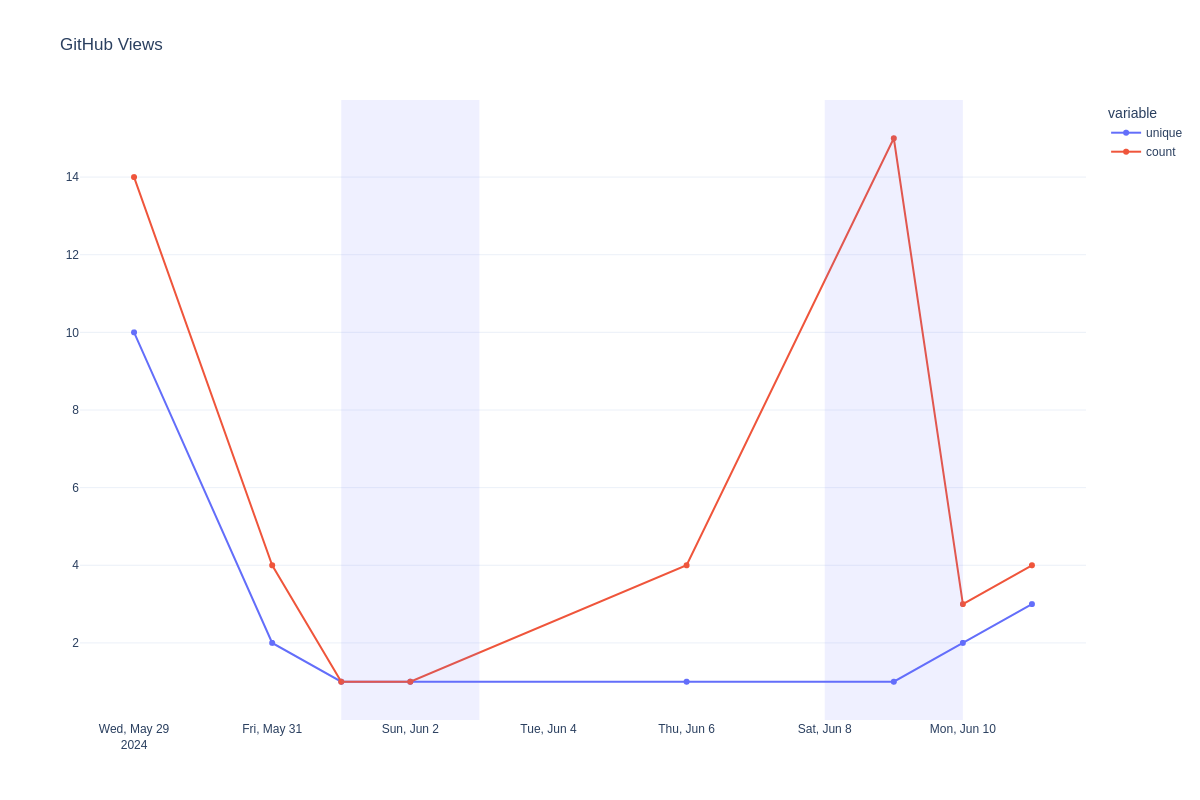 GitHub Views
variable
unique
count
14
12
10
8
6
4
2
Wed, May 29
2024
Fri, May 31
Sun, Jun 2
Tue, Jun 4
Thu, Jun 6
Sat, Jun 8
Mon, Jun 10